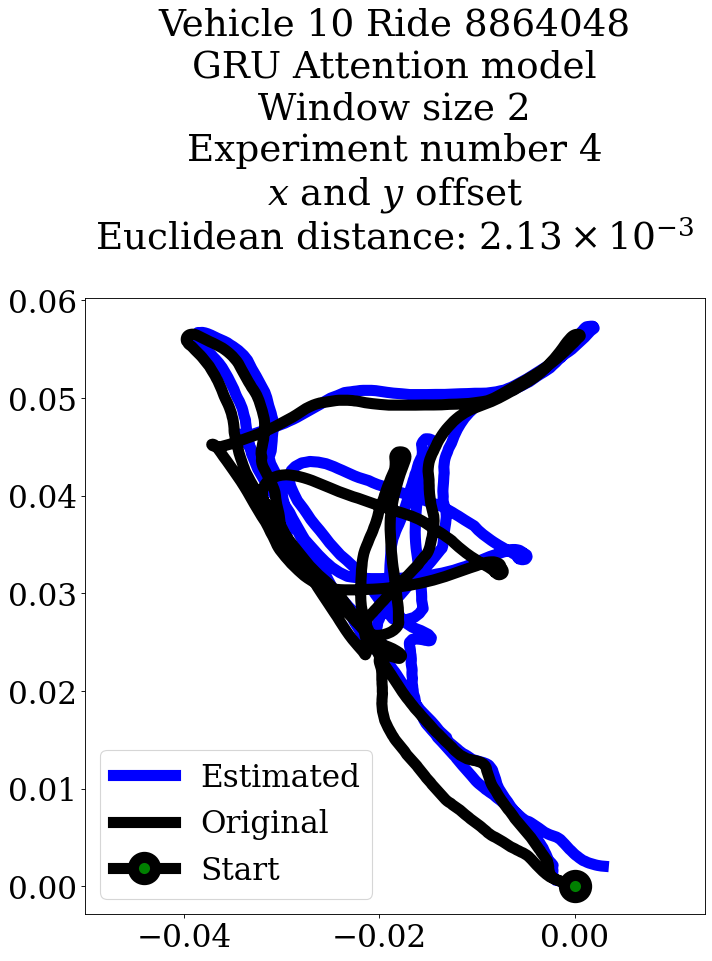 Vehicle 10 Ride 8864048
GRU Attention model
Window size 2
Experiment number 4
x and y offset
Euclidean distance: 2.13 × 10⁻³
0.06
0.05
0.04
0.03
0.02
0.01
0.00
Estimated
Original
Start
−0.04
−0.02
0.00